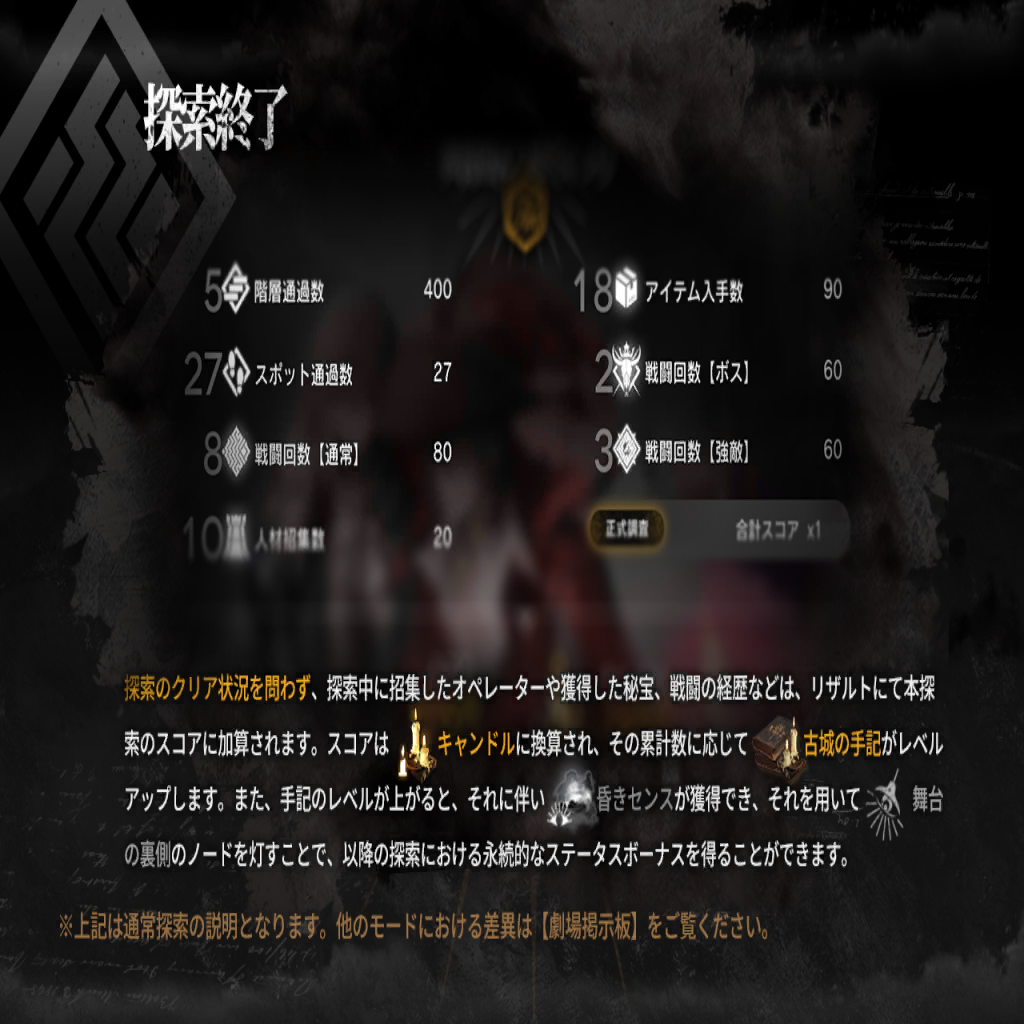 探索終了
5 階層通過数 400
18 アイテム入手数 90
27 スポット通過数 27
2 戦闘回数【ボス】 60
8 戦闘回数【通常】 80
3 戦闘回数【強敵】 60
10 人材招集数 20
正式調査 合計スコア x1
探索のクリア状況を問わず、探索中に招集したオペレーターや獲得した秘宝、戦闘の経歴などは、リザルトにて本探
索のスコアに加算されます。スコアは キャンドルに換算され、その累計数に応じて 古城の手記がレベル
アップします。また、手記のレベルが上がると、それに伴い 昏きセンスが獲得でき、それを用いて 舞台
の裏側のノードを灯すことで、以降の探索における永続的なステータスボーナスを得ることができます。
※上記は通常探索の説明となります。他のモードにおける差異は【劇場掲示板】をご覧ください。